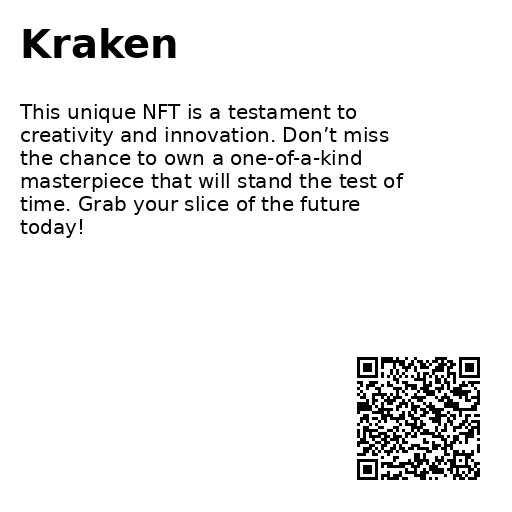 Kraken
This unique NFT is a testament to
creativity and innovation. Don’t miss
the chance to own a one-of-a-kind
masterpiece that will stand the test of
time. Grab your slice of the future
today!